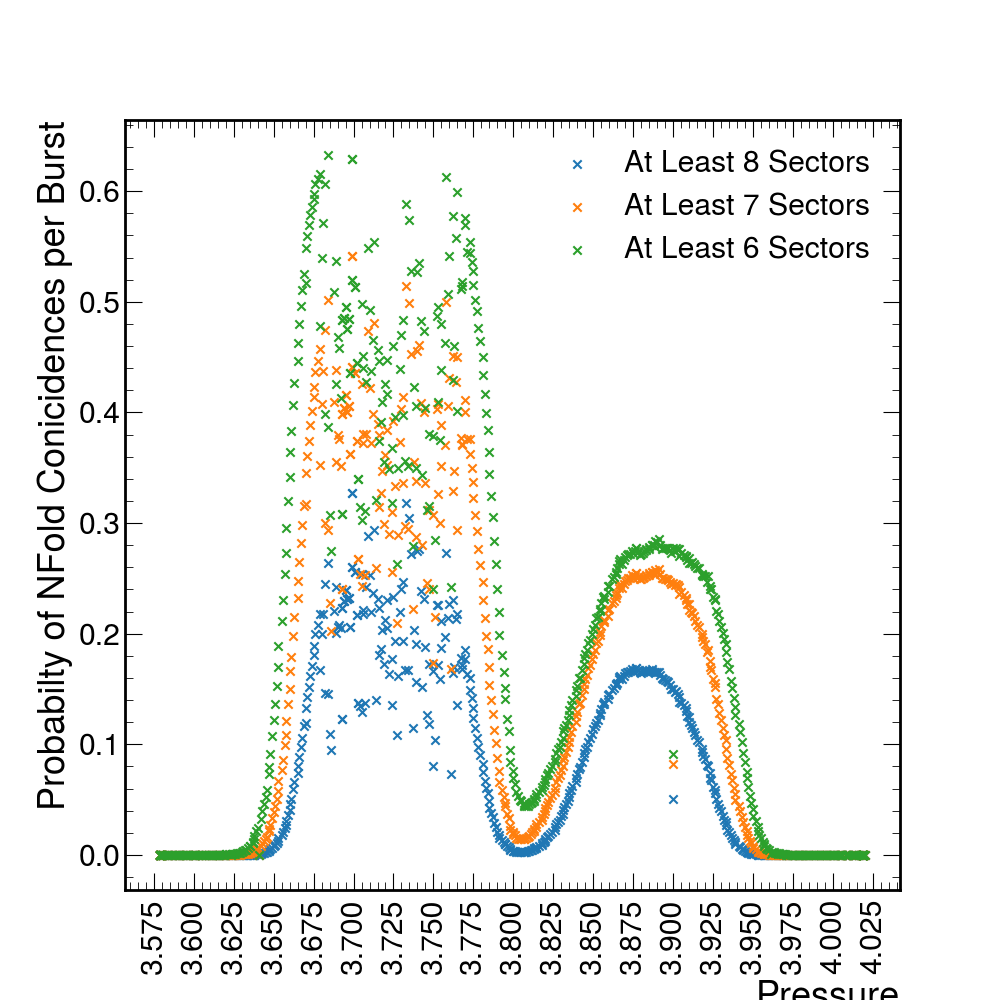 Probabilty of NFold Conicidences per Burst
At Least 8 Sectors
At Least 7 Sectors
At Least 6 Sectors
0.6
0.5
0.4
0.3
0.2
0.1
0.0
3.575 3.600 3.625 3.650 3.675 3.700 3.725 3.750 3.775 3.800 3.825 3.850 3.875 3.900 3.925 3.950 3.975 4.000 4.025
Pressure